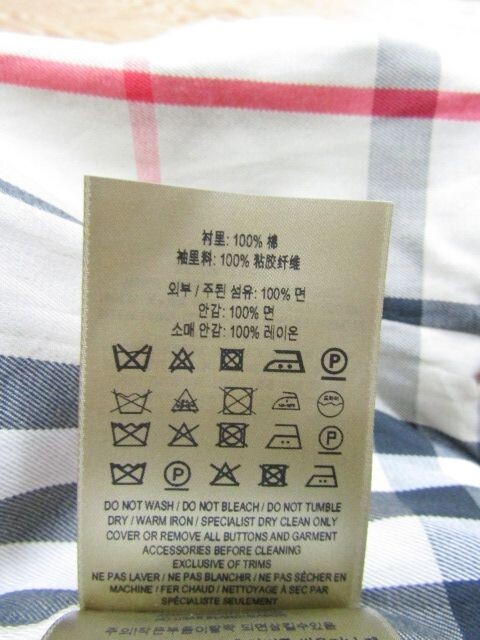 衬里: 100% 棉
袖里料: 100% 粘胶纤维
외부 / 주된 섬유: 100% 면
안감: 100% 면
소매 안감: 100% 레이온
DO NOT WASH / DO NOT BLEACH / DO NOT TUMBLE
DRY / WARM IRON / SPECIALIST DRY CLEAN ONLY
COVER OR REMOVE ALL BUTTONS AND GARMENT
ACCESSORIES BEFORE CLEANING
EXCLUSIVE OF TRIMS
NE PAS LAVER / NE PAS BLANCHIR / NE PAS SÉCHER EN
MACHINE / FER CHAUD / NETTOYAGE À SEC PAR
SPÉCIALISTE SEULEMENT